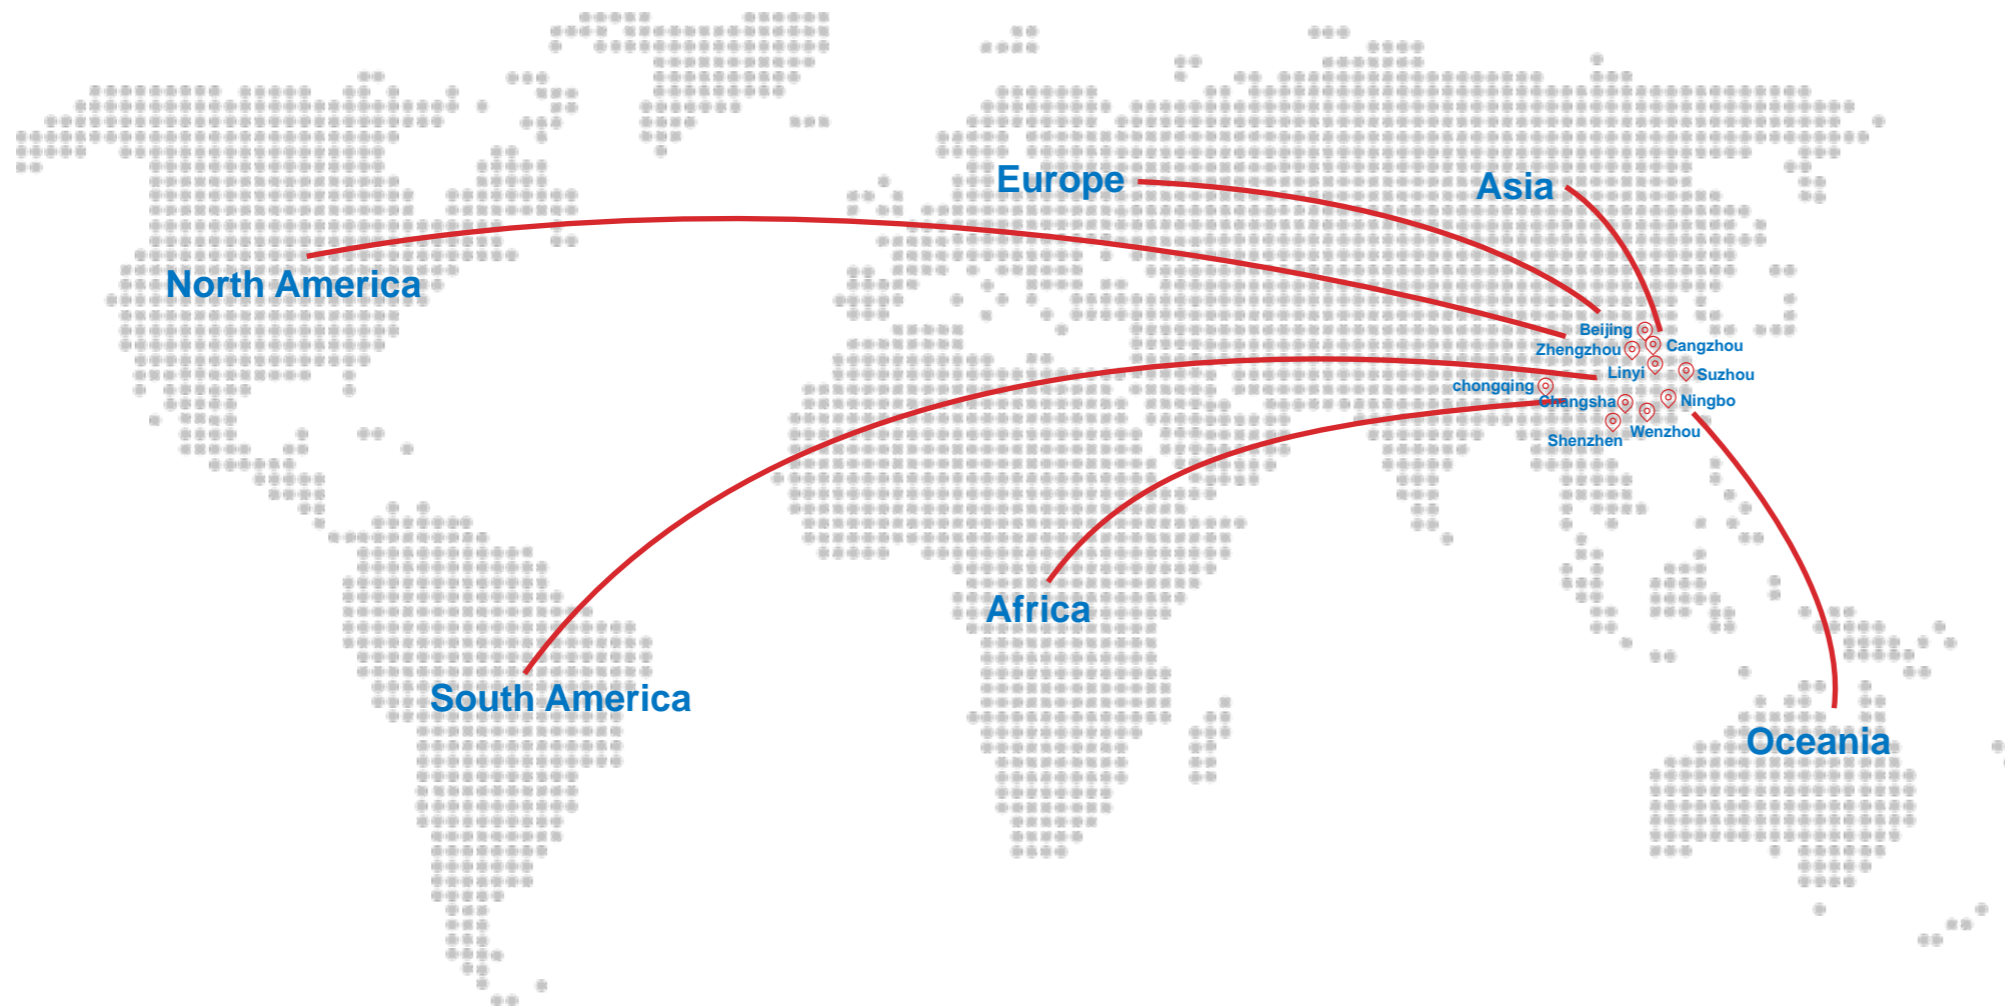 Europe
Asia
North America
Beijing
Cangzhou
Zhengzhou
Linyi
Suzhou
chongqing
Changsha
Ningbo
Wenzhou
Shenzhen
Africa
South America
Oceania